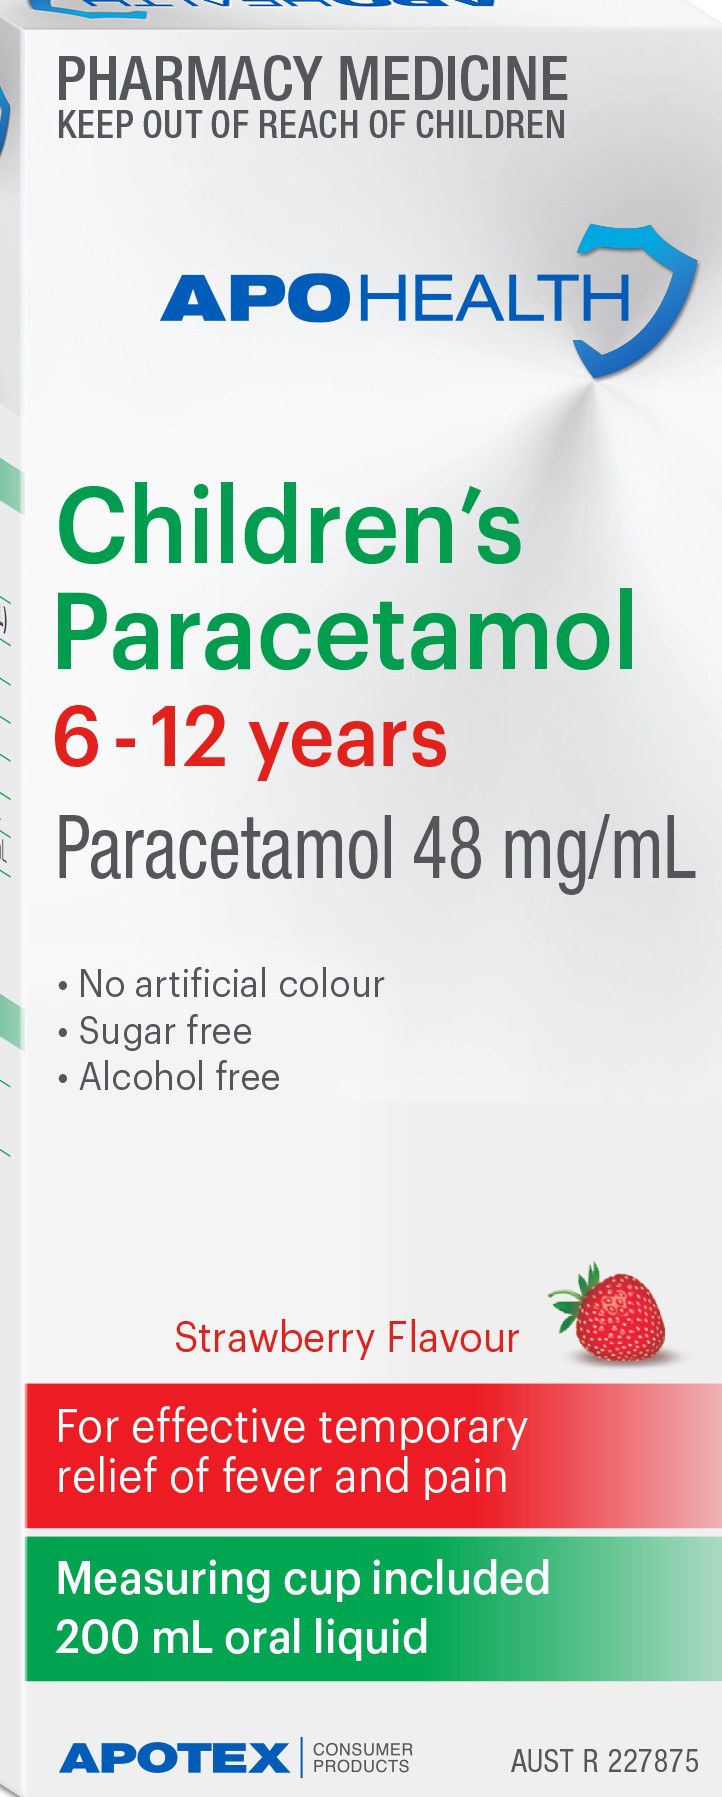 PHARMACY MEDICINE
KEEP OUT OF REACH OF CHILDREN
APOHEALTH
Children’s
Paracetamol
6 - 12 years
Paracetamol 48 mg/mL
• No artificial colour
• Sugar free
• Alcohol free
Strawberry Flavour
For effective temporary
relief of fever and pain
Measuring cup included
200 mL oral liquid
APOTEX CONSUMER
PRODUCTS
AUST R 227875